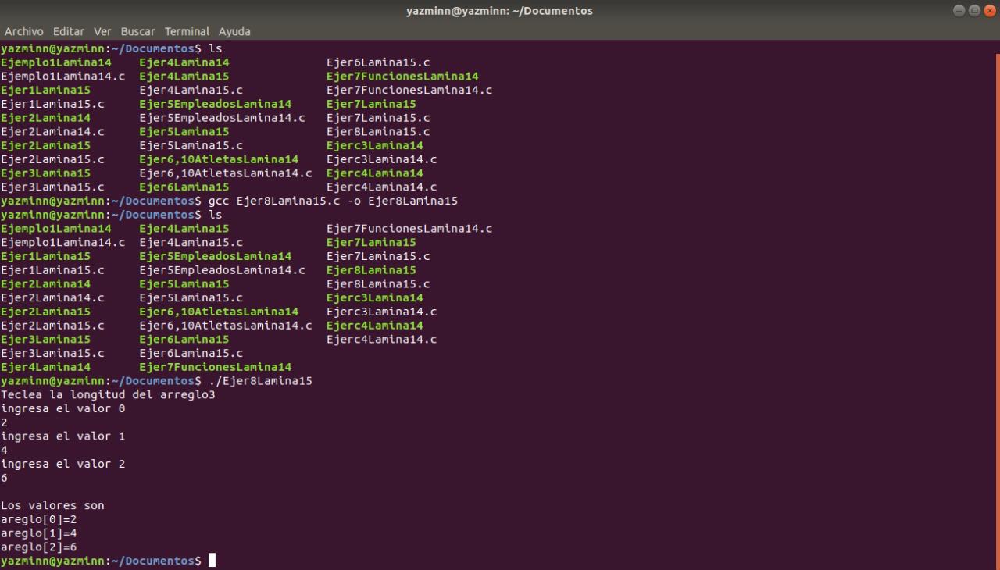 yazminn@yazminn: ~/Documentos
Archivo Editar Ver Buscar Terminal Ayuda
yazminn@yazminn:~/Documentos$ ls
Ejemplo1Lamina14 Ejer4Lamina14 Ejer6Lamina15.c
Ejemplo1Lamina14.c Ejer4Lamina15 Ejer7FuncionesLamina14
Ejer1Lamina15 Ejer4Lamina15.c Ejer7FuncionesLamina14.c
Ejer1Lamina15.c Ejer5EmpleadosLamina14 Ejer7Lamina15
Ejer2Lamina14 Ejer5EmpleadosLamina14.c Ejer7Lamina15.c
Ejer2Lamina14.c Ejer5Lamina15 Ejer8Lamina15.c
Ejer2Lamina15 Ejer5Lamina15.c Ejerc3Lamina14
Ejer2Lamina15.c Ejer6,10AtletasLamina14 Ejerc3Lamina14.c
Ejer3Lamina15 Ejer6,10AtletasLamina14.c Ejerc4Lamina14
Ejer3Lamina15.c Ejer6Lamina15 Ejerc4Lamina14.c
yazminn@yazminn:~/Documentos$ gcc Ejer8Lamina15.c -o Ejer8Lamina15
yazminn@yazminn:~/Documentos$ ls
Ejemplo1Lamina14 Ejer4Lamina15 Ejer7FuncionesLamina14.c
Ejemplo1Lamina14.c Ejer4Lamina15.c Ejer7Lamina15
Ejer1Lamina15 Ejer5EmpleadosLamina14 Ejer7Lamina15.c
Ejer1Lamina15.c Ejer5EmpleadosLamina14.c Ejer8Lamina15
Ejer2Lamina14 Ejer5Lamina15 Ejer8Lamina15.c
Ejer2Lamina14.c Ejer5Lamina15.c Ejerc3Lamina14
Ejer2Lamina15 Ejer6,10AtletasLamina14 Ejerc3Lamina14.c
Ejer2Lamina15.c Ejer6,10AtletasLamina14.c Ejerc4Lamina14
Ejer3Lamina15 Ejer6Lamina15 Ejerc4Lamina14.c
Ejer3Lamina15.c Ejer6Lamina15.c
Ejer4Lamina14 Ejer7FuncionesLamina14
yazminn@yazminn:~/Documentos$ ./Ejer8Lamina15
Teclea la longitud del arreglo3
ingresa el valor 0
2
ingresa el valor 1
4
ingresa el valor 2
6
Los valores son
areglo[0]=2
areglo[1]=4
areglo[2]=6
yazminn@yazminn:~/Documentos$